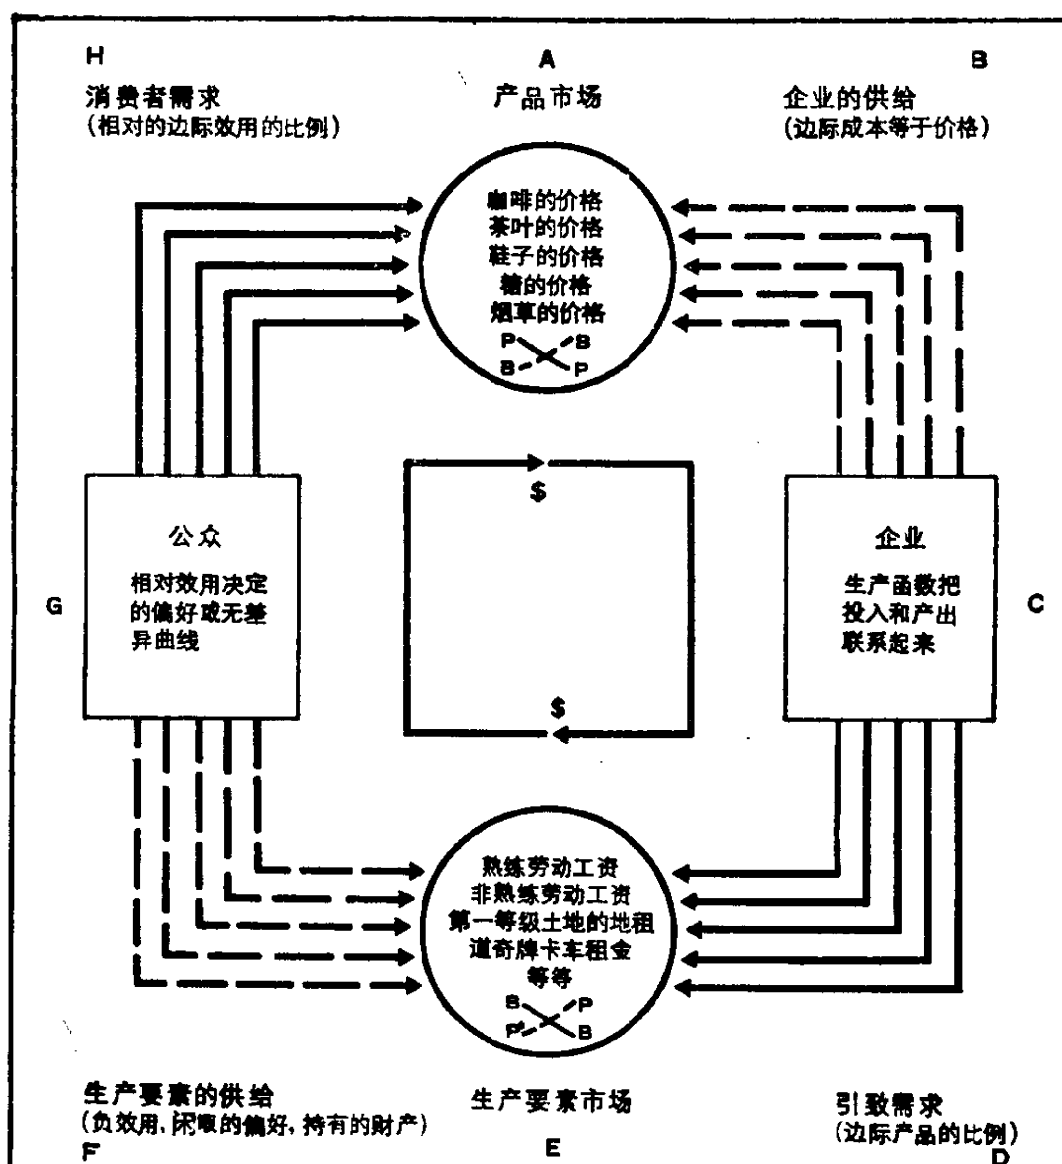 H
消费者需求
(相对的边际效用的比例)
A
产品市场
B
企业的供给
(边际成本等于价格)
咖啡的价格
茶叶的价格
鞋子的价格
糖的价格
烟草的价格
P B
B P
$
公众
相对效用决定
的偏好或无差
异曲线
G
企业
生产函数把
投入和产出
联系起来
C
$
熟练劳动工资
非熟练劳动工资
第一等级土地的地租
道奇牌卡车租金
等等
B P
P B
生产要素的供给
(负效用,闲暇的偏好,持有的财产)
F
生产要素市场
E
引致需求
(边际产品的比例)
D